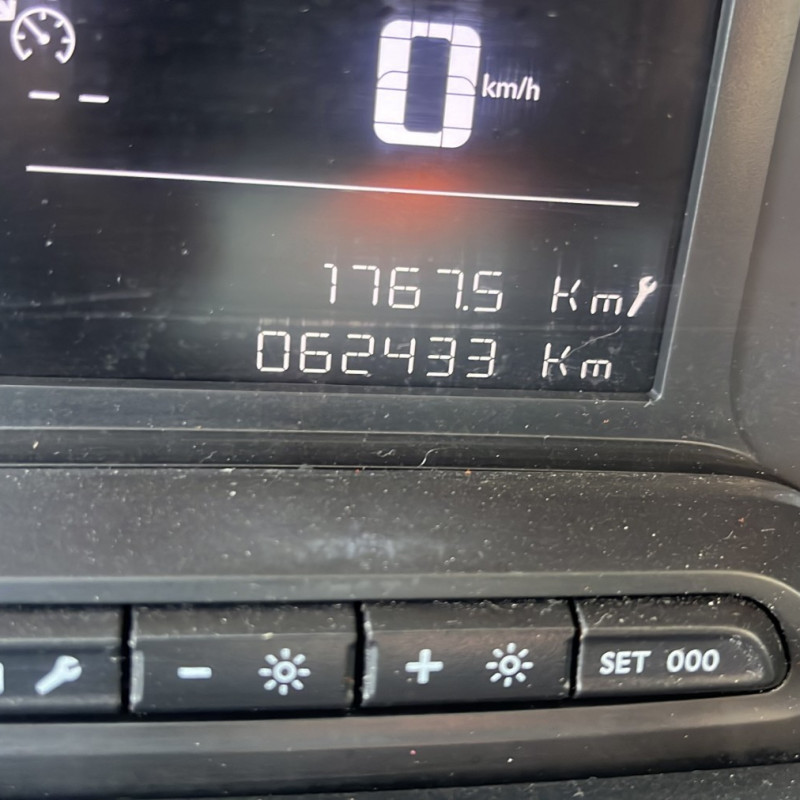 -- 0 km/h
1767.5 Km
062433 Km
- + SET 000